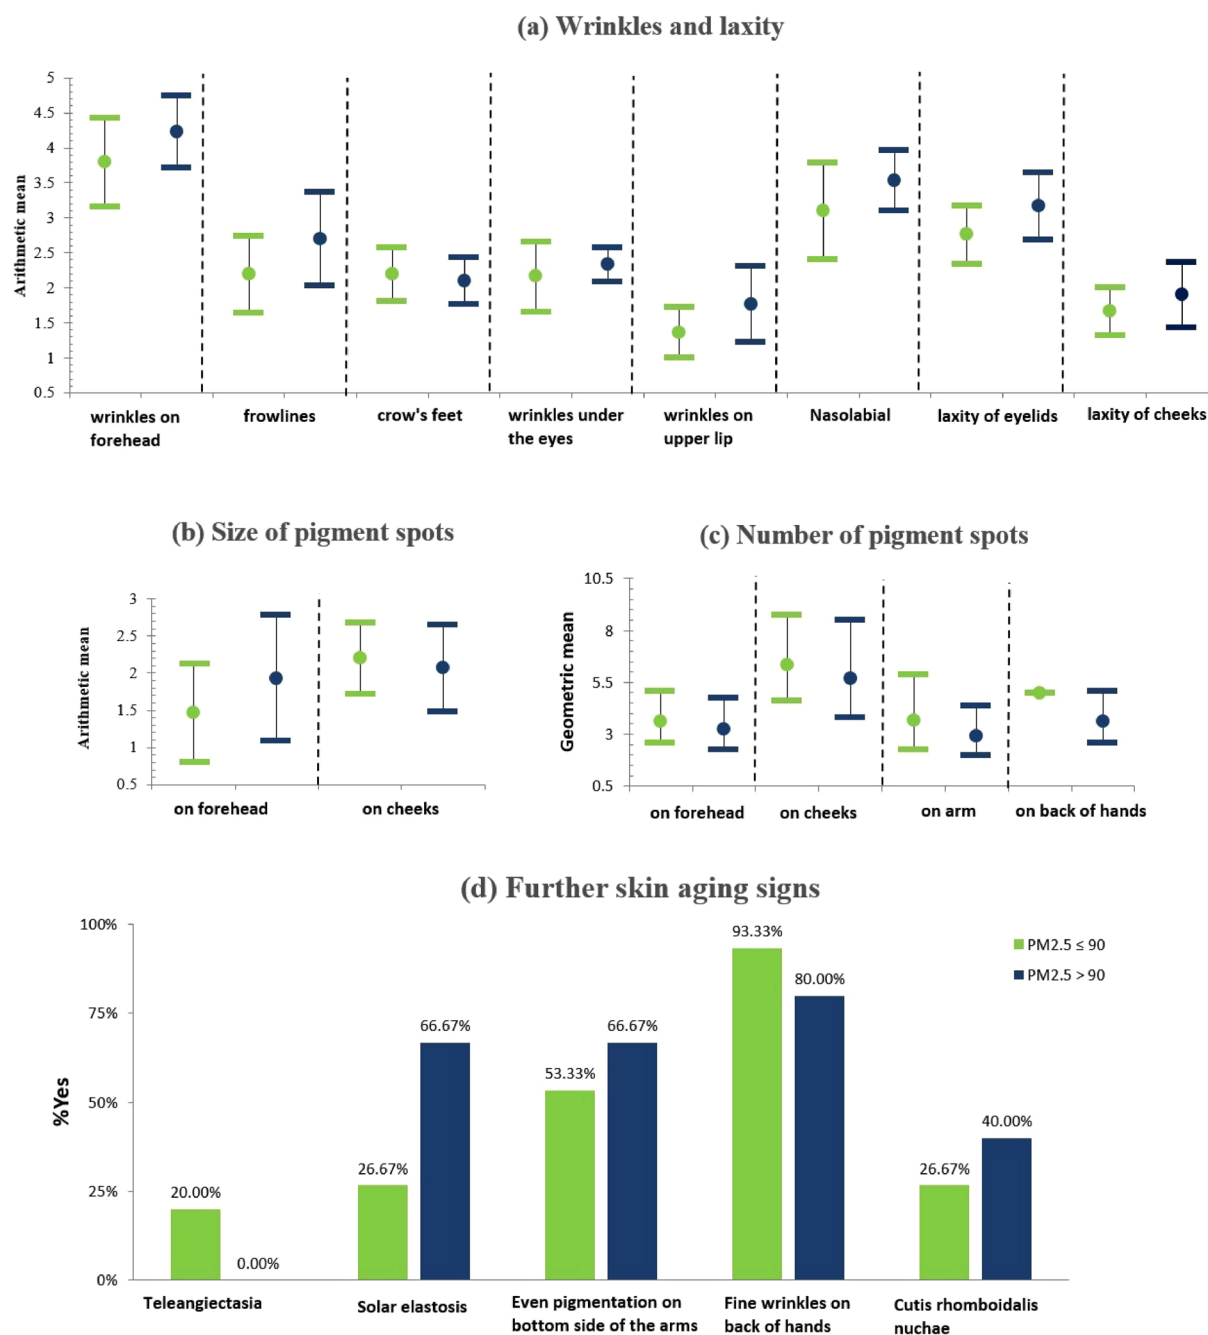 (a) Wrinkles and laxity
Arithmetic mean
5
4.5
4
3.5
3
2.5
2
1.5
1
0.5
wrinkles on
forehead
frowlines
crow's feet
wrinkles under
the eyes
wrinkles on
upper lip
Nasolabial
laxity of eyelids
laxity of cheeks
(b) Size of pigment spots
Arithmetic mean
3
2.5
2
1.5
1
0.5
on forehead
on cheeks
(c) Number of pigment spots
Geometric mean
10.5
8
5.5
3
0.5
on forehead
on cheeks
on arm
on back of hands
(d) Further skin aging signs
%Yes
100%
75%
50%
25%
0%
20.00%
0.00%
26.67%
66.67%
53.33%
66.67%
93.33%
80.00%
26.67%
40.00%
PM2.5 ≤ 90
PM2.5 > 90
Teleangiectasia
Solar elastosis
Even pigmentation on
bottom side of the arms
Fine wrinkles on
back of hands
Cutis rhomboidalis
nuchae